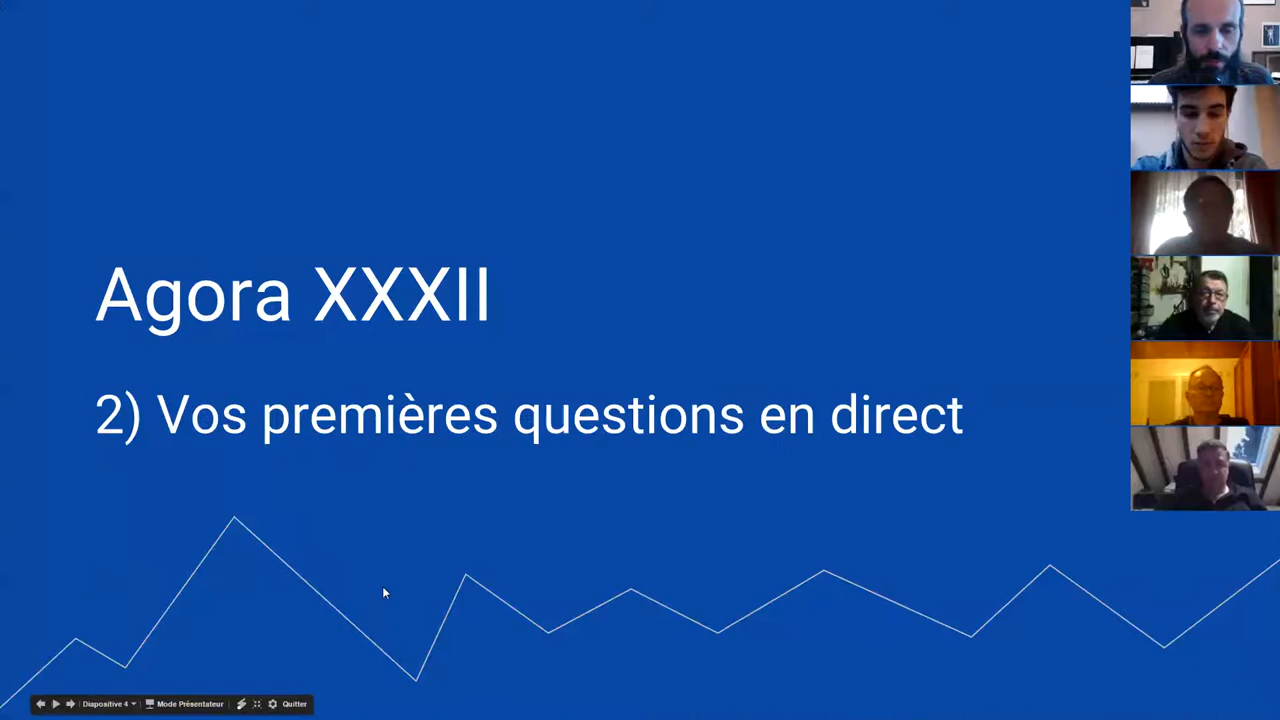 Agora XXXII
2) Vos premières questions en direct
Diapositive 4
Mode Présentateur
Quitter